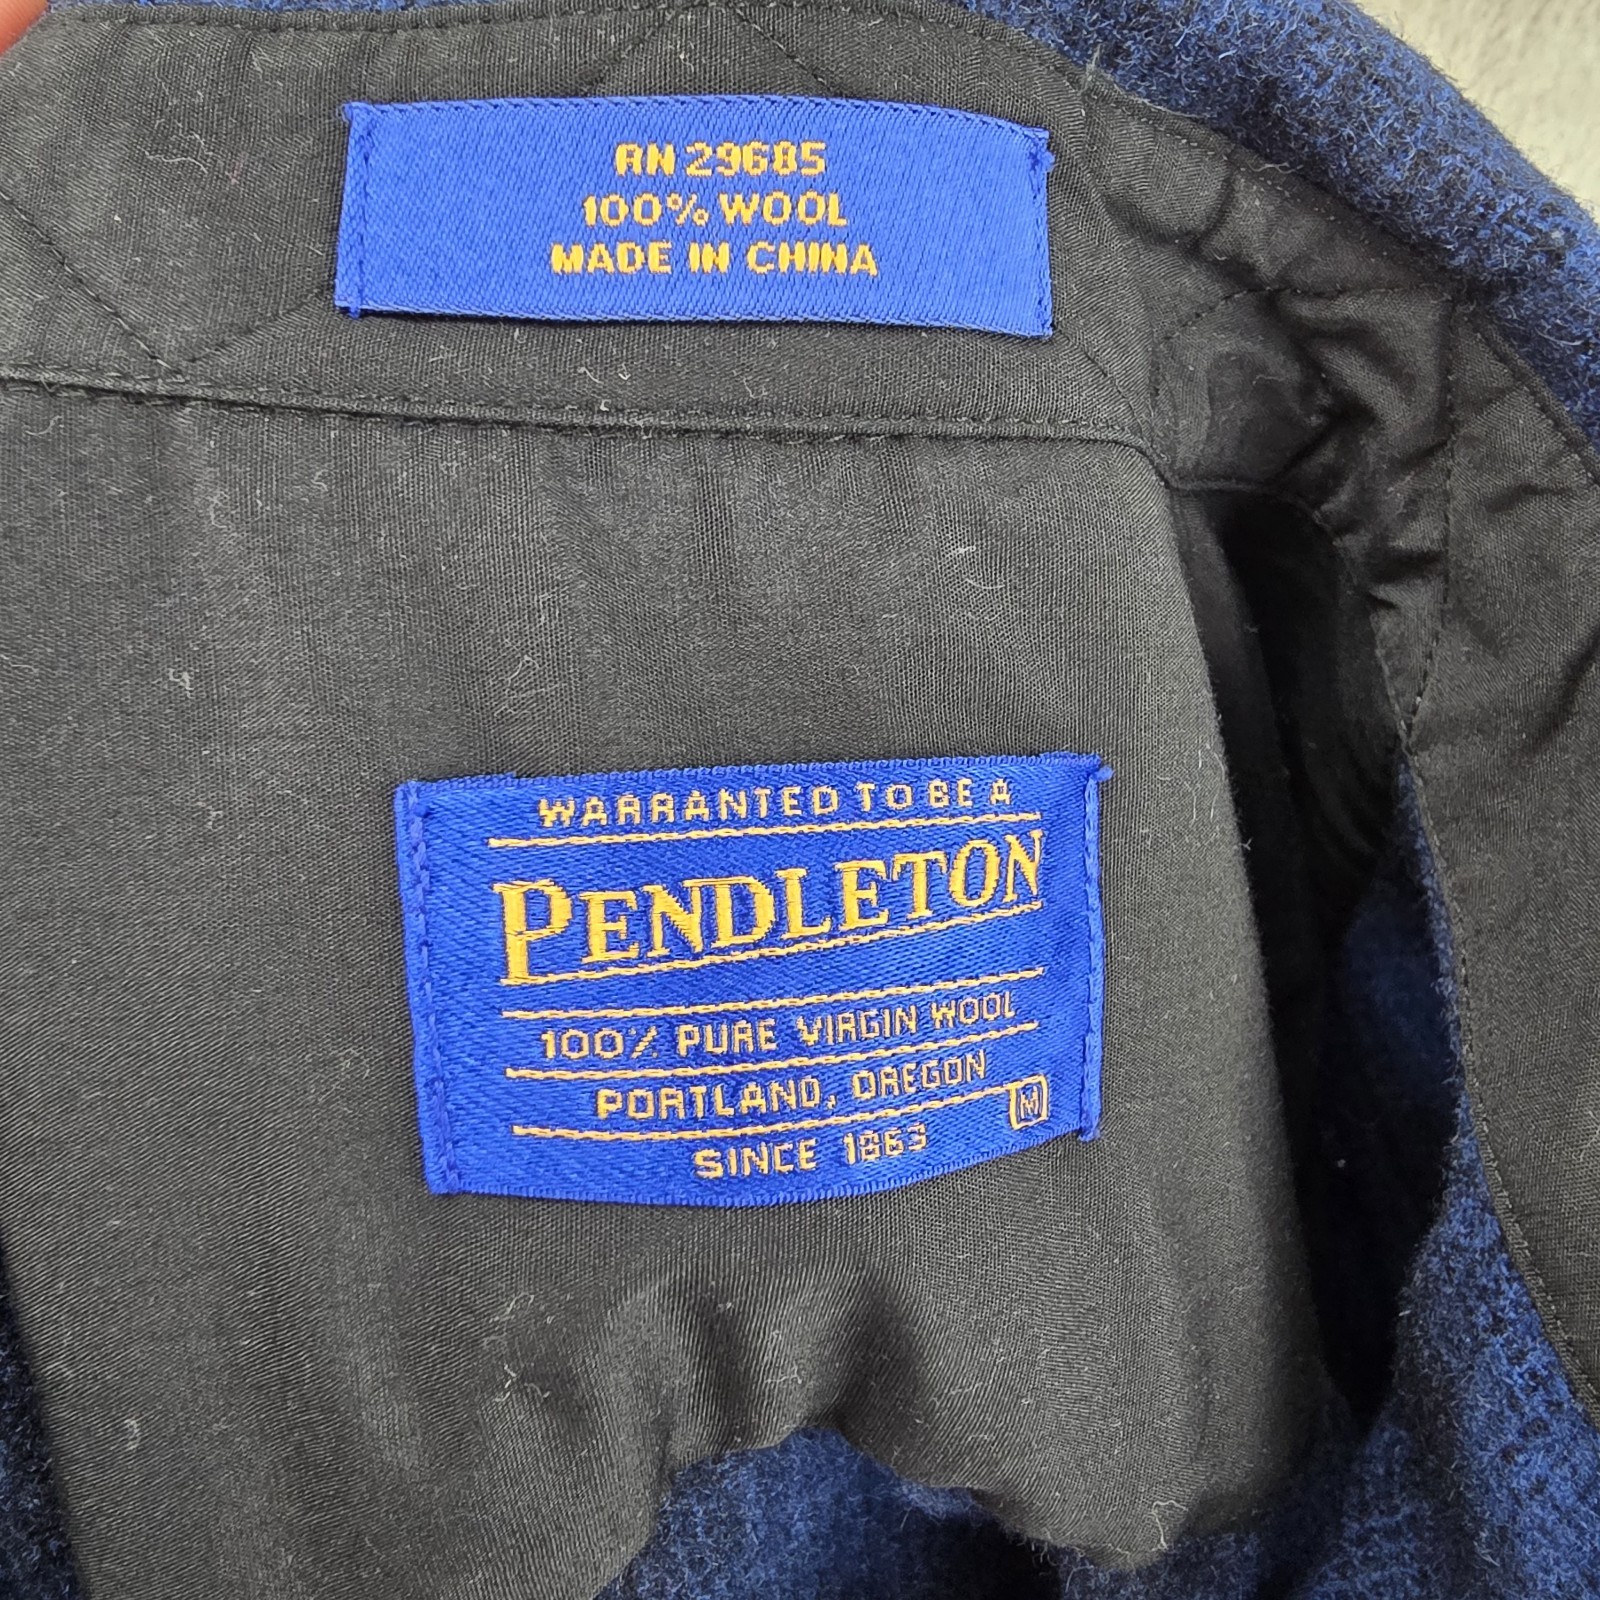 RN 29685
100% WOOL
MADE IN CHINA
WARRANTED TO BE A
PENDLETON
100% PURE VIRGIN WOOL
PORTLAND, OREGON
M
SINCE 1863